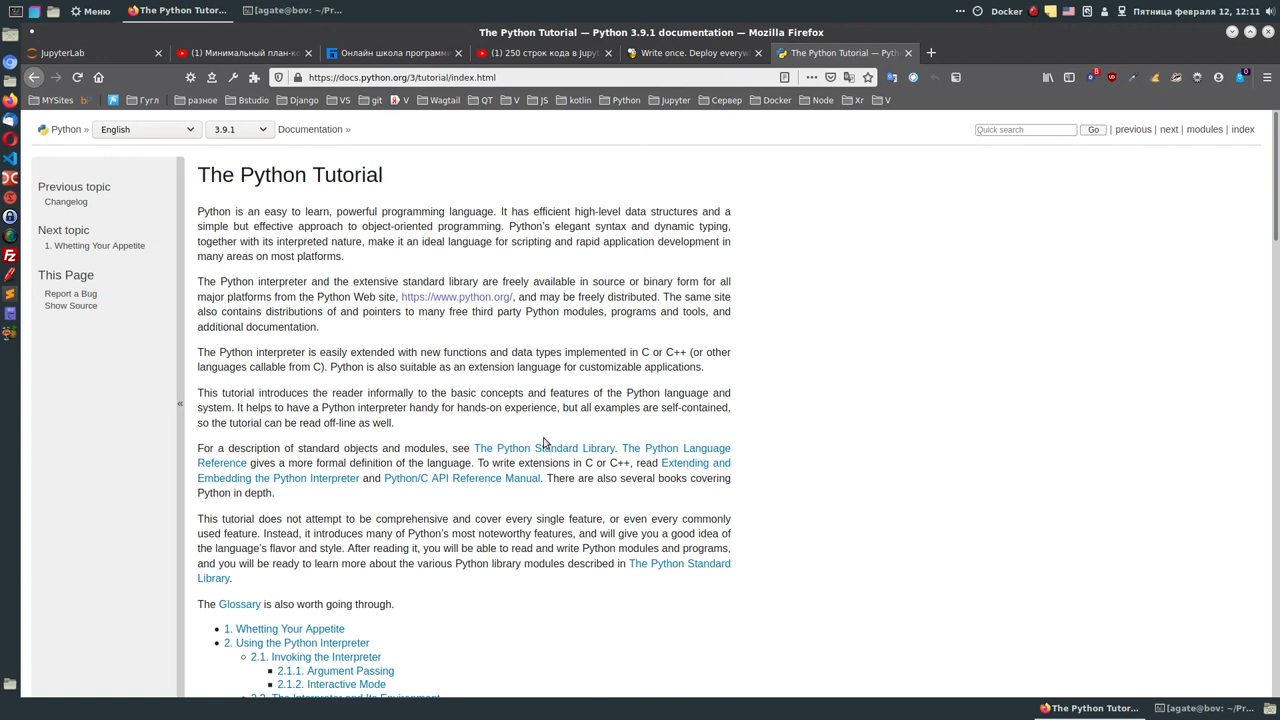 Меню
The Python Tutor...
[agate@bov: ~/Pr...
Docker
Пятница февраля 12, 12:11
The Python Tutorial — Python 3.9.1 documentation — Mozilla Firefox
JupyterLab
(1) Минимальный план-ко
Онлайн школа программ
(1) 250 строк кода в Jupyt
Write once. Deploy everyw
The Python Tutorial — Pyth
https://docs.python.org/3/tutorial/index.html
8
0
MYSites
Гугл
разное
Bstudio
Django
VS
git
V
Wagtail
QT
V
JS
kotlin
Python
Jupyter
Сервер
Docker
Node
Xr
V
Python »
English
3.9.1
Documentation »
Quick search
Go
| previous | next | modules | index
Previous topic
Changelog
Next topic
1. Whetting Your Appetite
This Page
Report a Bug
Show Source
«
The Python Tutorial
Python is an easy to learn, powerful programming language. It has efficient high-level data structures and a
simple but effective approach to object-oriented programming. Python's elegant syntax and dynamic typing,
together with its interpreted nature, make it an ideal language for scripting and rapid application development in
many areas on most platforms.
The Python interpreter and the extensive standard library are freely available in source or binary form for all
major platforms from the Python Web site, https://www.python.org/, and may be freely distributed. The same site
also contains distributions of and pointers to many free third party Python modules, programs and tools, and
additional documentation.
The Python interpreter is easily extended with new functions and data types implemented in C or C++ (or other
languages callable from C). Python is also suitable as an extension language for customizable applications.
This tutorial introduces the reader informally to the basic concepts and features of the Python language and
system. It helps to have a Python interpreter handy for hands-on experience, but all examples are self-contained,
so the tutorial can be read off-line as well.
For a description of standard objects and modules, see The Python Standard Library. The Python Language
Reference gives a more formal definition of the language. To write extensions in C or C++, read Extending and
Embedding the Python Interpreter and Python/C API Reference Manual. There are also several books covering
Python in depth.
This tutorial does not attempt to be comprehensive and cover every single feature, or even every commonly
used feature. Instead, it introduces many of Python's most noteworthy features, and will give you a good idea of
the language's flavor and style. After reading it, you will be able to read and write Python modules and programs,
and you will be ready to learn more about the various Python library modules described in The Python Standard
Library.
The Glossary is also worth going through.
1. Whetting Your Appetite
2. Using the Python Interpreter
2.1. Invoking the Interpreter
2.1.1. Argument Passing
2.1.2. Interactive Mode
2.2. The Interpreter and Its Environment
The Python Tutor...
[agate@bov: ~/Pr...